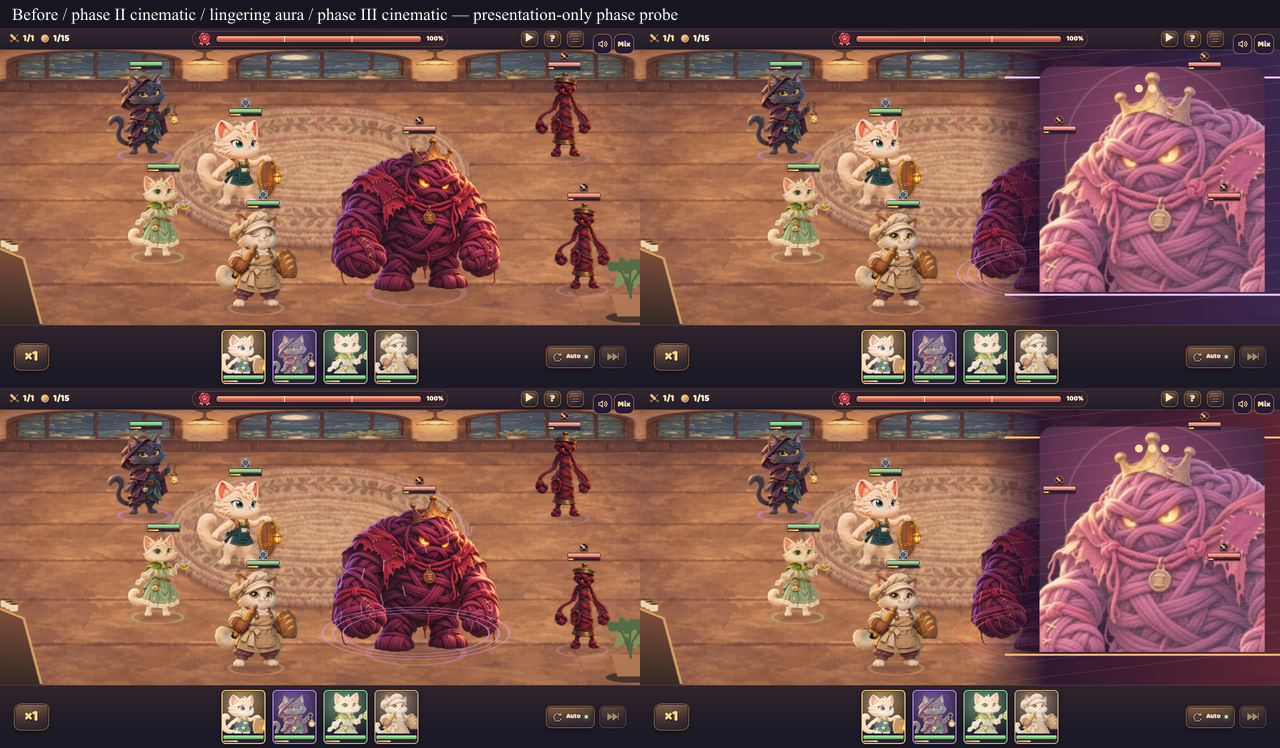 Before / phase II cinematic / lingering aura / phase III cinematic — presentation-only phase probe
1/1 1/15 100% ? Mix
1/1 1/15 100% ? Mix
×1 Auto
×1 Auto
1/1 1/15 100% ? Mix
1/1 1/15 100% ? Mix
×1 Auto
×1 Auto